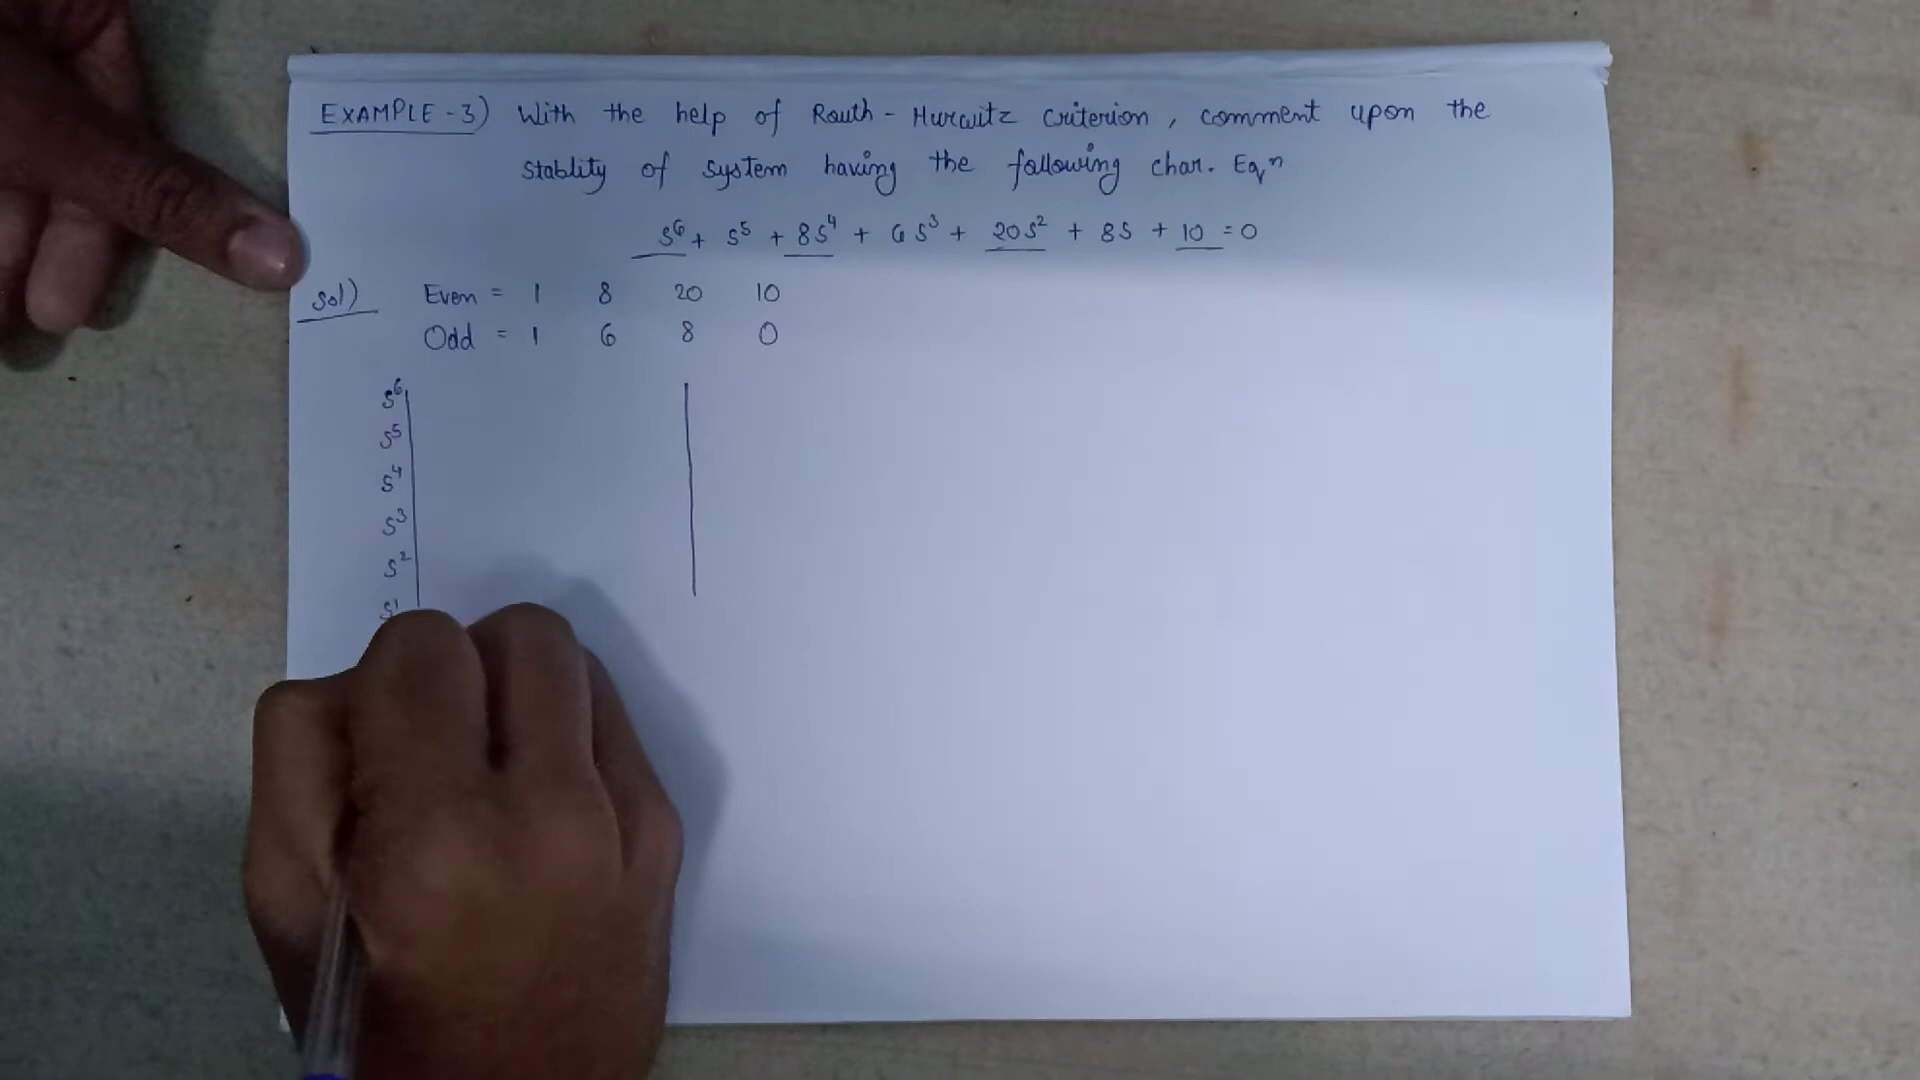 EXAMPLE-3) With the help of Routh-Hurwitz criterion, comment upon the
Stablity of system having the following char. Eqⁿ
s⁶ + s⁵ + 8s⁴ + 6s³ + 20s² + 8s + 10 = 0
Sol) Even = 1 8 20 10
Odd = 1 6 8 0
s⁶
s⁵
s⁴
s³
s²
s¹